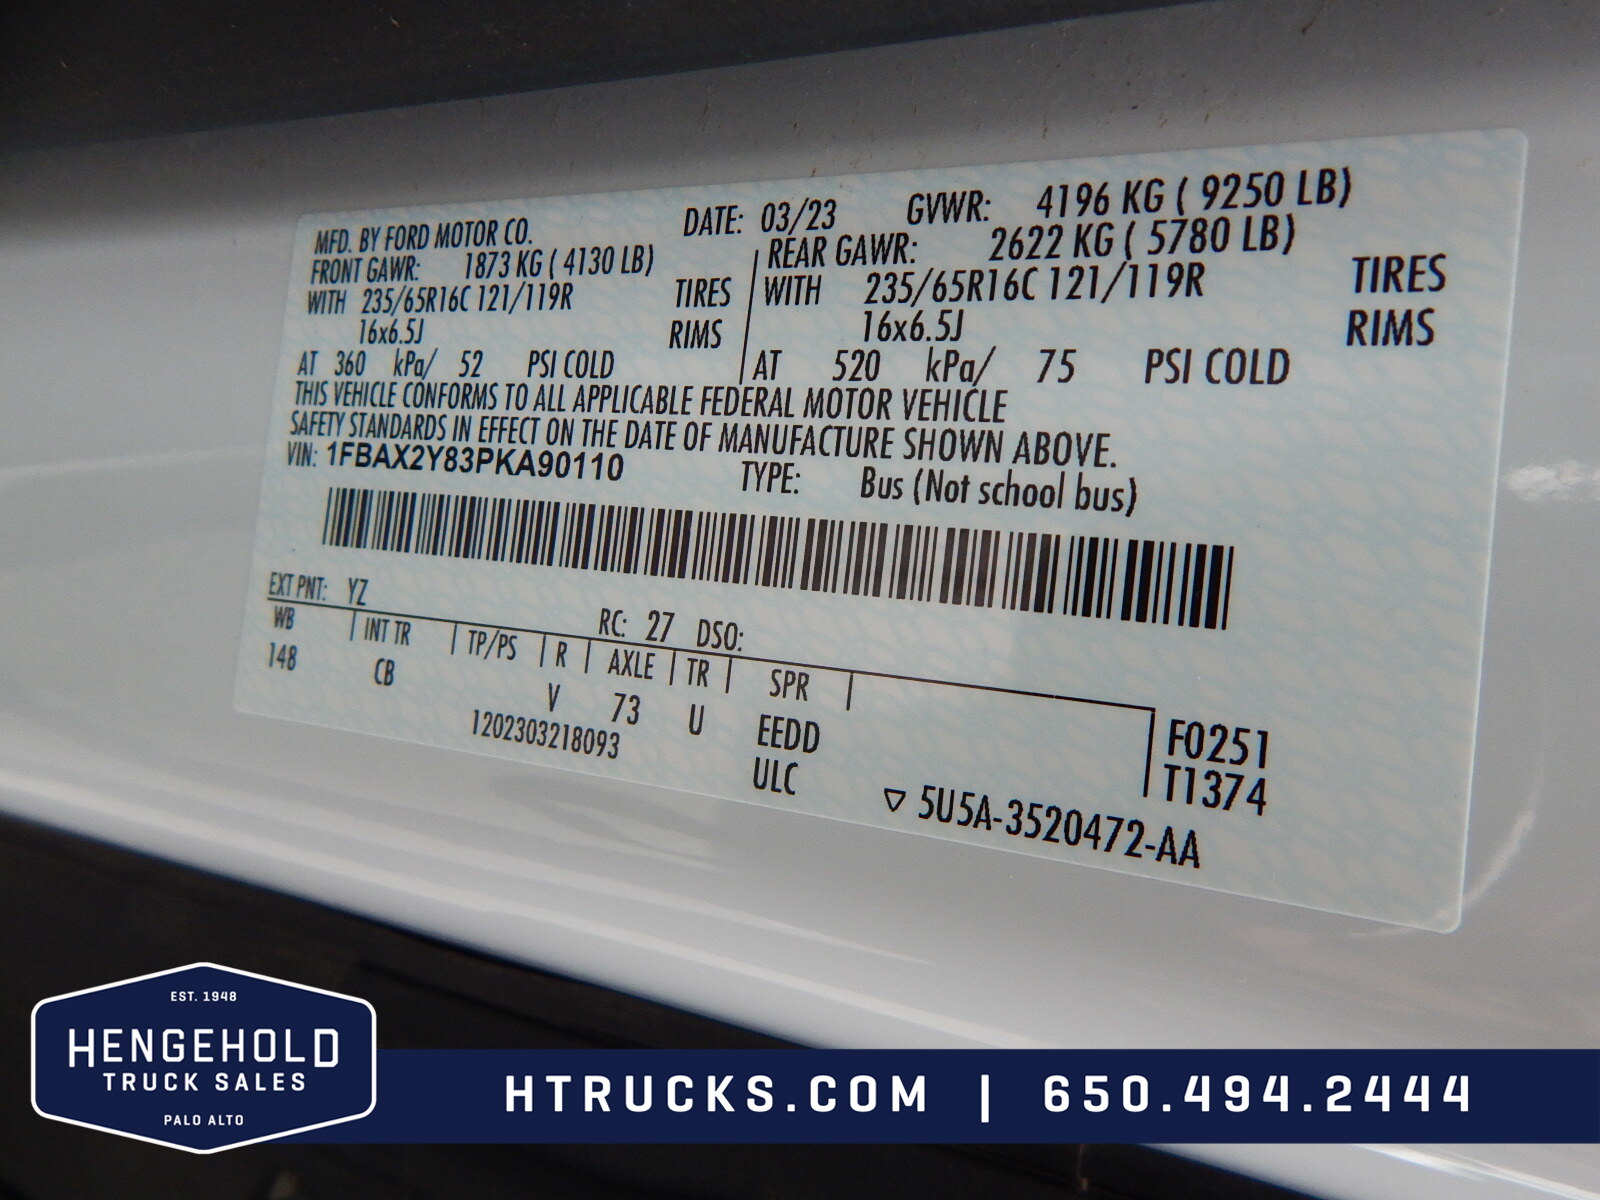 MFD. BY FORD MOTOR CO. DATE: 03/23 GVWR: 4196 KG ( 9250 LB)
FRONT GAWR: 1873 KG ( 4130 LB) REAR GAWR: 2622 KG ( 5780 LB)
WITH 235/65R16C 121/119R TIRES WITH 235/65R16C 121/119R TIRES
16x6.5J RIMS 16x6.5J RIMS
AT 360 kPa/ 52 PSI COLD AT 520 kPa/ 75 PSI COLD
THIS VEHICLE CONFORMS TO ALL APPLICABLE FEDERAL MOTOR VEHICLE
SAFETY STANDARDS IN EFFECT ON THE DATE OF MANUFACTURE SHOWN ABOVE.
VIN: 1FBAX2Y83PKA90110 TYPE: Bus (Not school bus)
EXT PNT: YZ RC: 27 DSO:
WB INT TR TP/PS R AXLE TR SPR
148 CB V 73 U EEDD F0251
1202303218093 ULC T1374
▽ 5U5A-3520472-AA
EST. 1948
HENGEHOLD
TRUCK SALES
PALO ALTO
HTRUCKS.COM | 650.494.2444